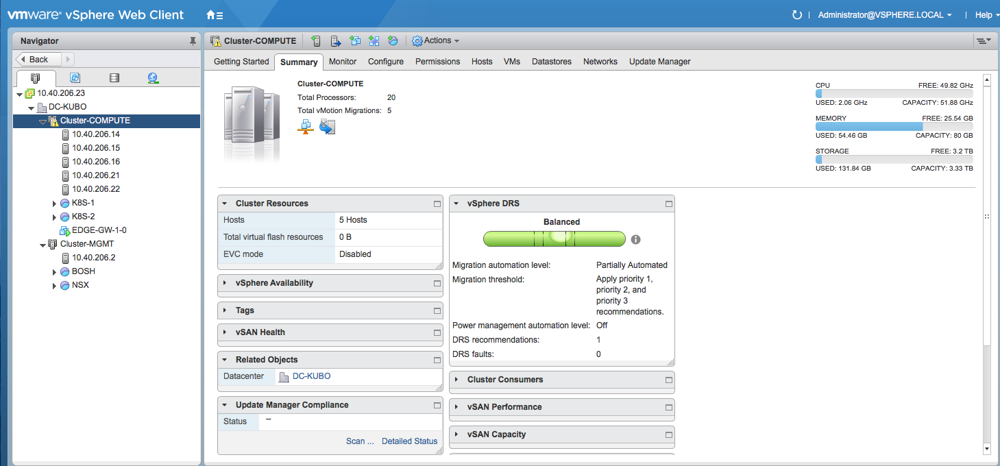 vmware® vSphere Web Client
Administrator@VSPHERE.LOCAL
Help
Navigator
Back
10.40.206.23
DC-KUBO
Cluster-COMPUTE
10.40.206.14
10.40.206.15
10.40.206.16
10.40.206.21
10.40.206.22
K8S-1
K8S-2
EDGE-GW-1-0
Cluster-MGMT
10.40.206.2
BOSH
NSX
Cluster-COMPUTE
Actions
Getting Started Summary Monitor Configure Permissions Hosts VMs Datastores Networks Update Manager
Cluster-COMPUTE
Total Processors: 20
Total vMotion Migrations: 5
CPU FREE: 49.82 GHz
USED: 2.06 GHz CAPACITY: 51.88 GHz
MEMORY FREE: 25.54 GB
USED: 54.46 GB CAPACITY: 80 GB
STORAGE FREE: 3.2 TB
USED: 131.84 GB CAPACITY: 3.33 TB
Cluster Resources
Hosts 5 Hosts
Total virtual flash resources 0 B
EVC mode Disabled
vSphere Availability
Tags
vSAN Health
Related Objects
Datacenter DC-KUBO
Update Manager Compliance
Status –
Scan ... Detailed Status
vSphere DRS
Balanced
Migration automation level: Partially Automated
Migration threshold: Apply priority 1,
priority 2, and
priority 3
recommendations.
Power management automation level: Off
DRS recommendations: 1
DRS faults: 0
Cluster Consumers
vSAN Performance
vSAN Capacity